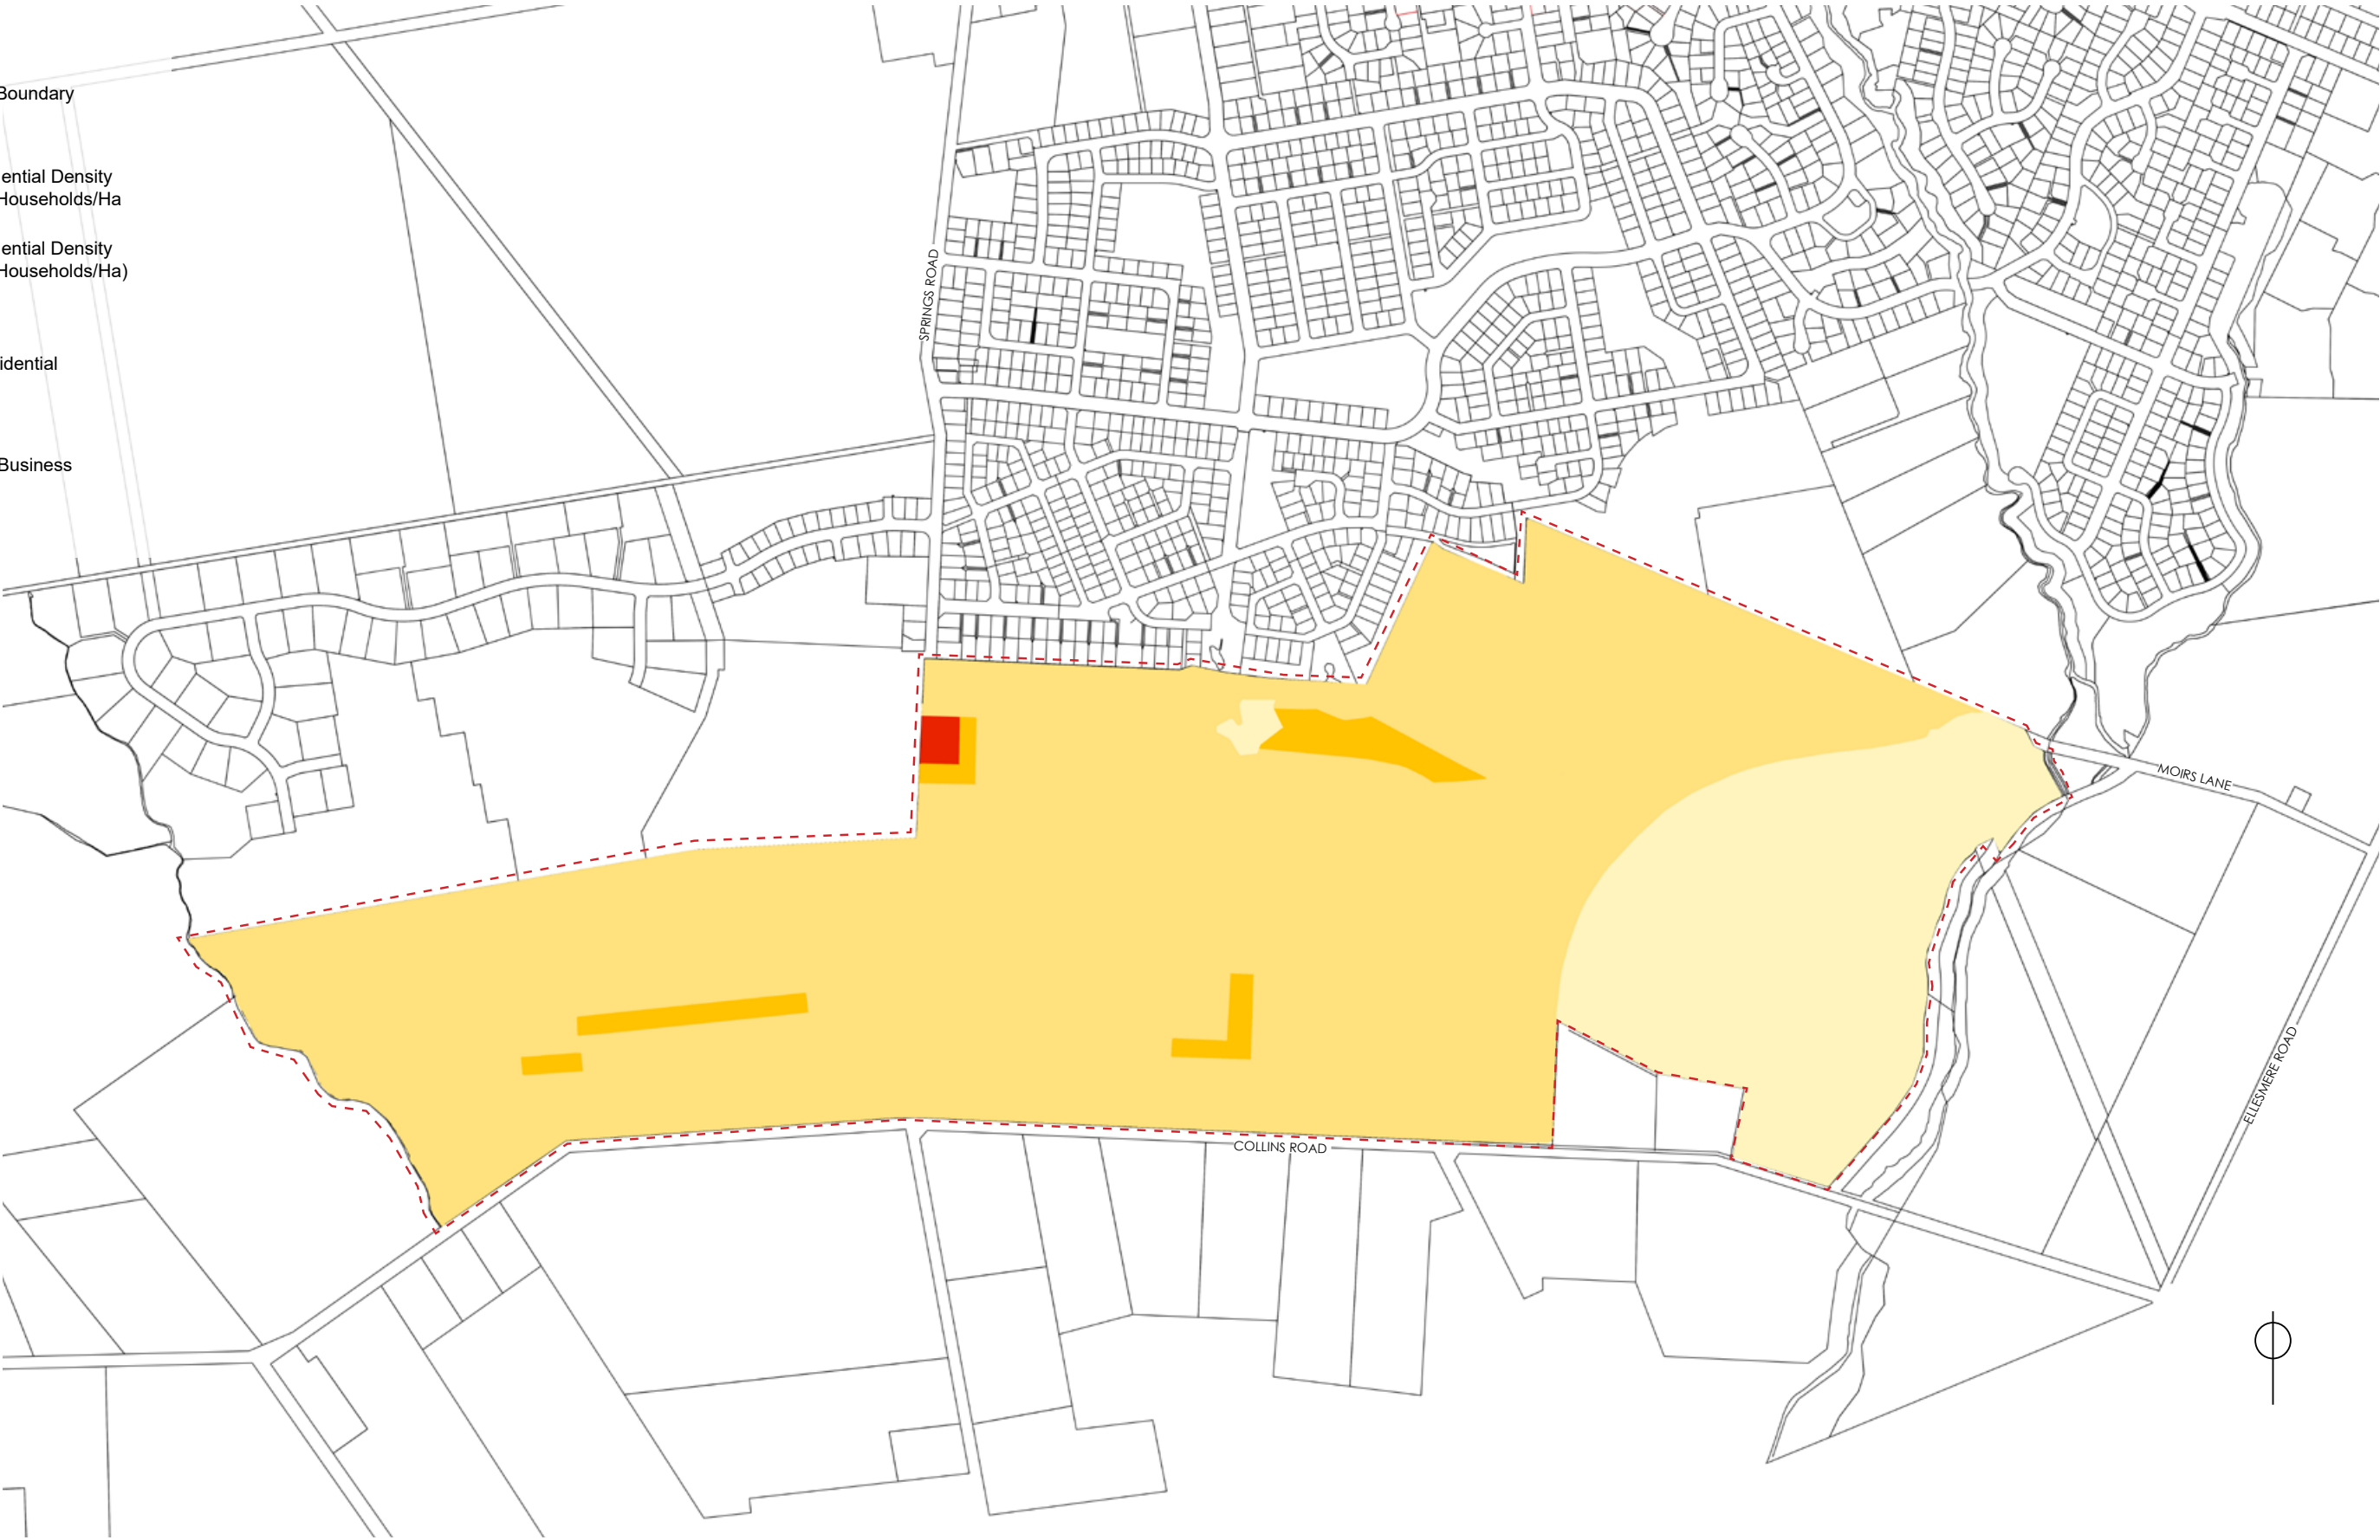 Boundary
ential Density
Households/Ha
ential Density
Households/Ha)
idential
Business
SPRINGS ROAD
MOIRS LANE
ELLESMERE ROAD
COLLINS ROAD